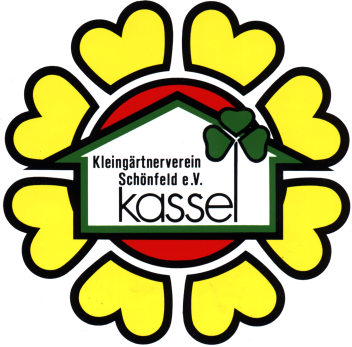 Kleingärtnerverein
Schönfeld e.V.
kassel